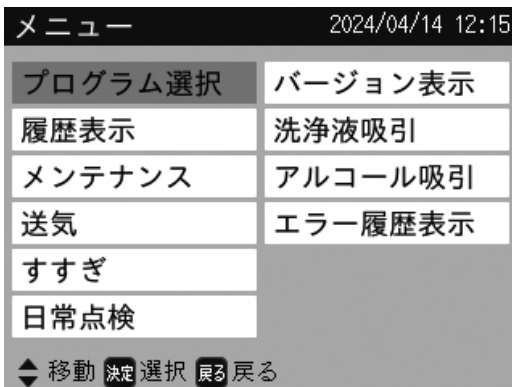 メニュー 2024/04/14 12:15
プログラム選択
履歴表示
メンテナンス
送気
すすぎ
日常点検
バージョン表示
洗浄液吸引
アルコール吸引
エラー履歴表示
移動 決定 選択 戻る 戻る